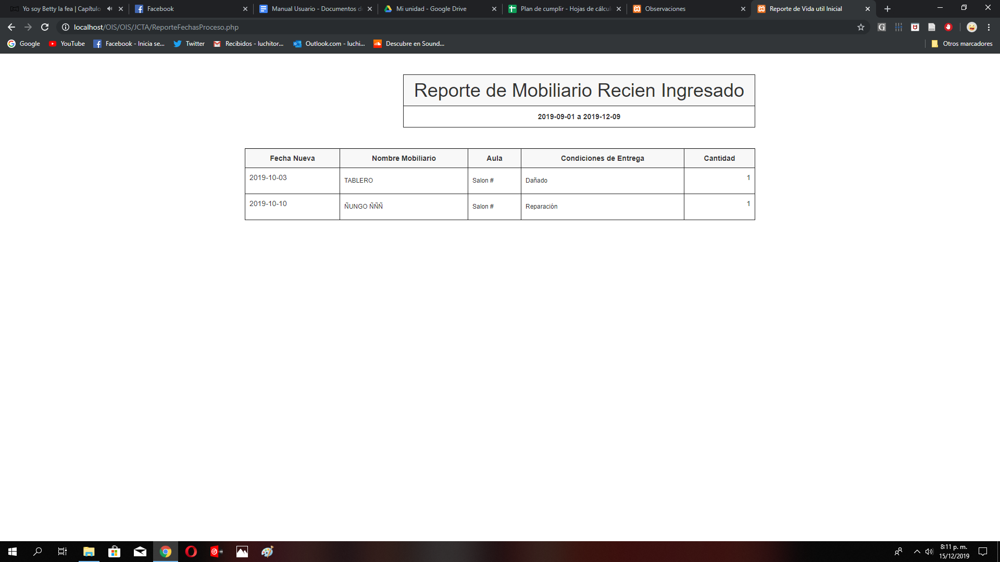 Yo soy Betty la fea | Capítulo
Facebook
Manual Usuario - Documentos d
Mi unidad - Google Drive
Plan de cumplir - Hojas de cálcul
Observaciones
Reporte de Vida util Inicial
localhost/OIS/OIS/JCTA/ReporteFechasProceso.php
Google
YouTube
Facebook - Inicia se...
Twitter
Recibidos - luchitor...
Outlook.com - luchi...
Descubre en Sound...
Otros marcadores
Reporte de Mobiliario Recien Ingresado
2019-09-01 a 2019-12-09
Fecha Nueva Nombre Mobiliario Aula Condiciones de Entrega Cantidad
2019-10-03 TABLERO Salon # Dañado 1
2019-10-10 ÑUNGO ÑÑÑ Salon # Reparación 1
8:11 p. m.
15/12/2019